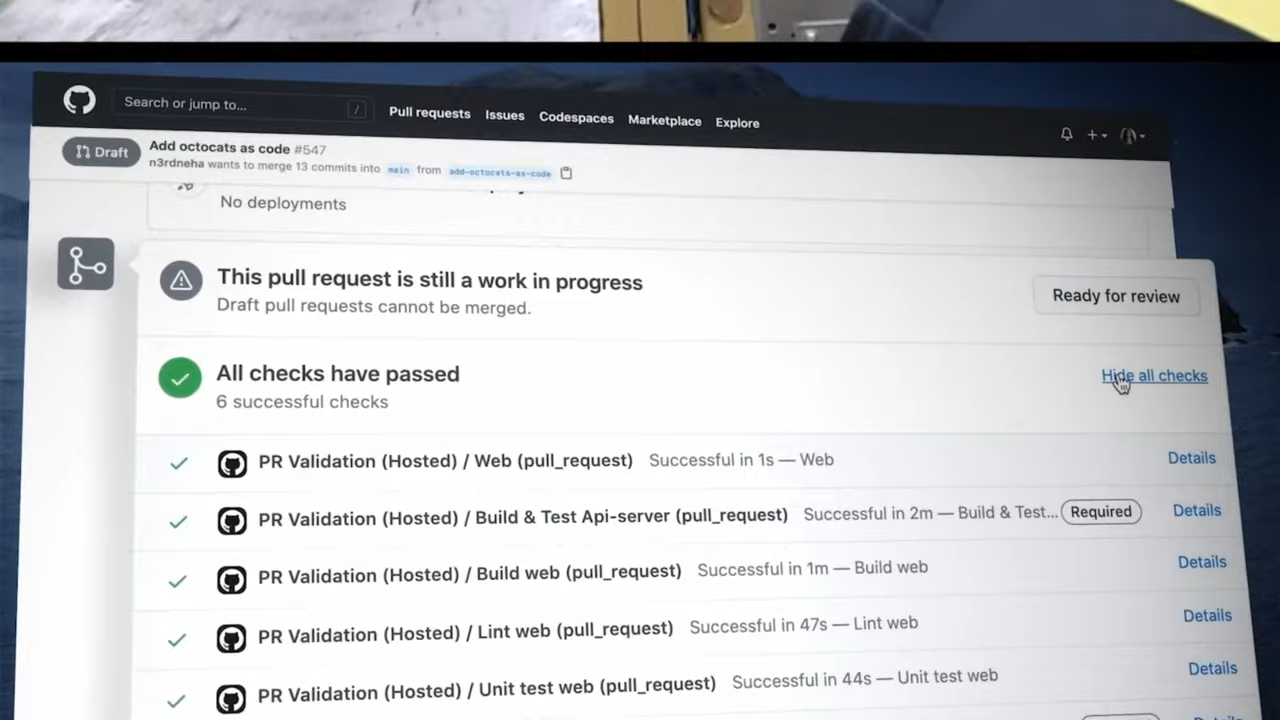 Search or jump to... /
Pull requests Issues Codespaces Marketplace Explore
Draft
Add octocats as code #547
n3rdneha wants to merge 13 commits into main from add-octocats-as-code
No deployments
This pull request is still a work in progress
Draft pull requests cannot be merged.
Ready for review
All checks have passed
6 successful checks
Hide all checks
PR Validation (Hosted) / Web (pull_request) Successful in 1s — Web Details
PR Validation (Hosted) / Build & Test Api-server (pull_request) Successful in 2m — Build & Test... Required Details
PR Validation (Hosted) / Build web (pull_request) Successful in 1m — Build web Details
PR Validation (Hosted) / Lint web (pull_request) Successful in 47s — Lint web Details
PR Validation (Hosted) / Unit test web (pull_request) Successful in 44s — Unit test web Details